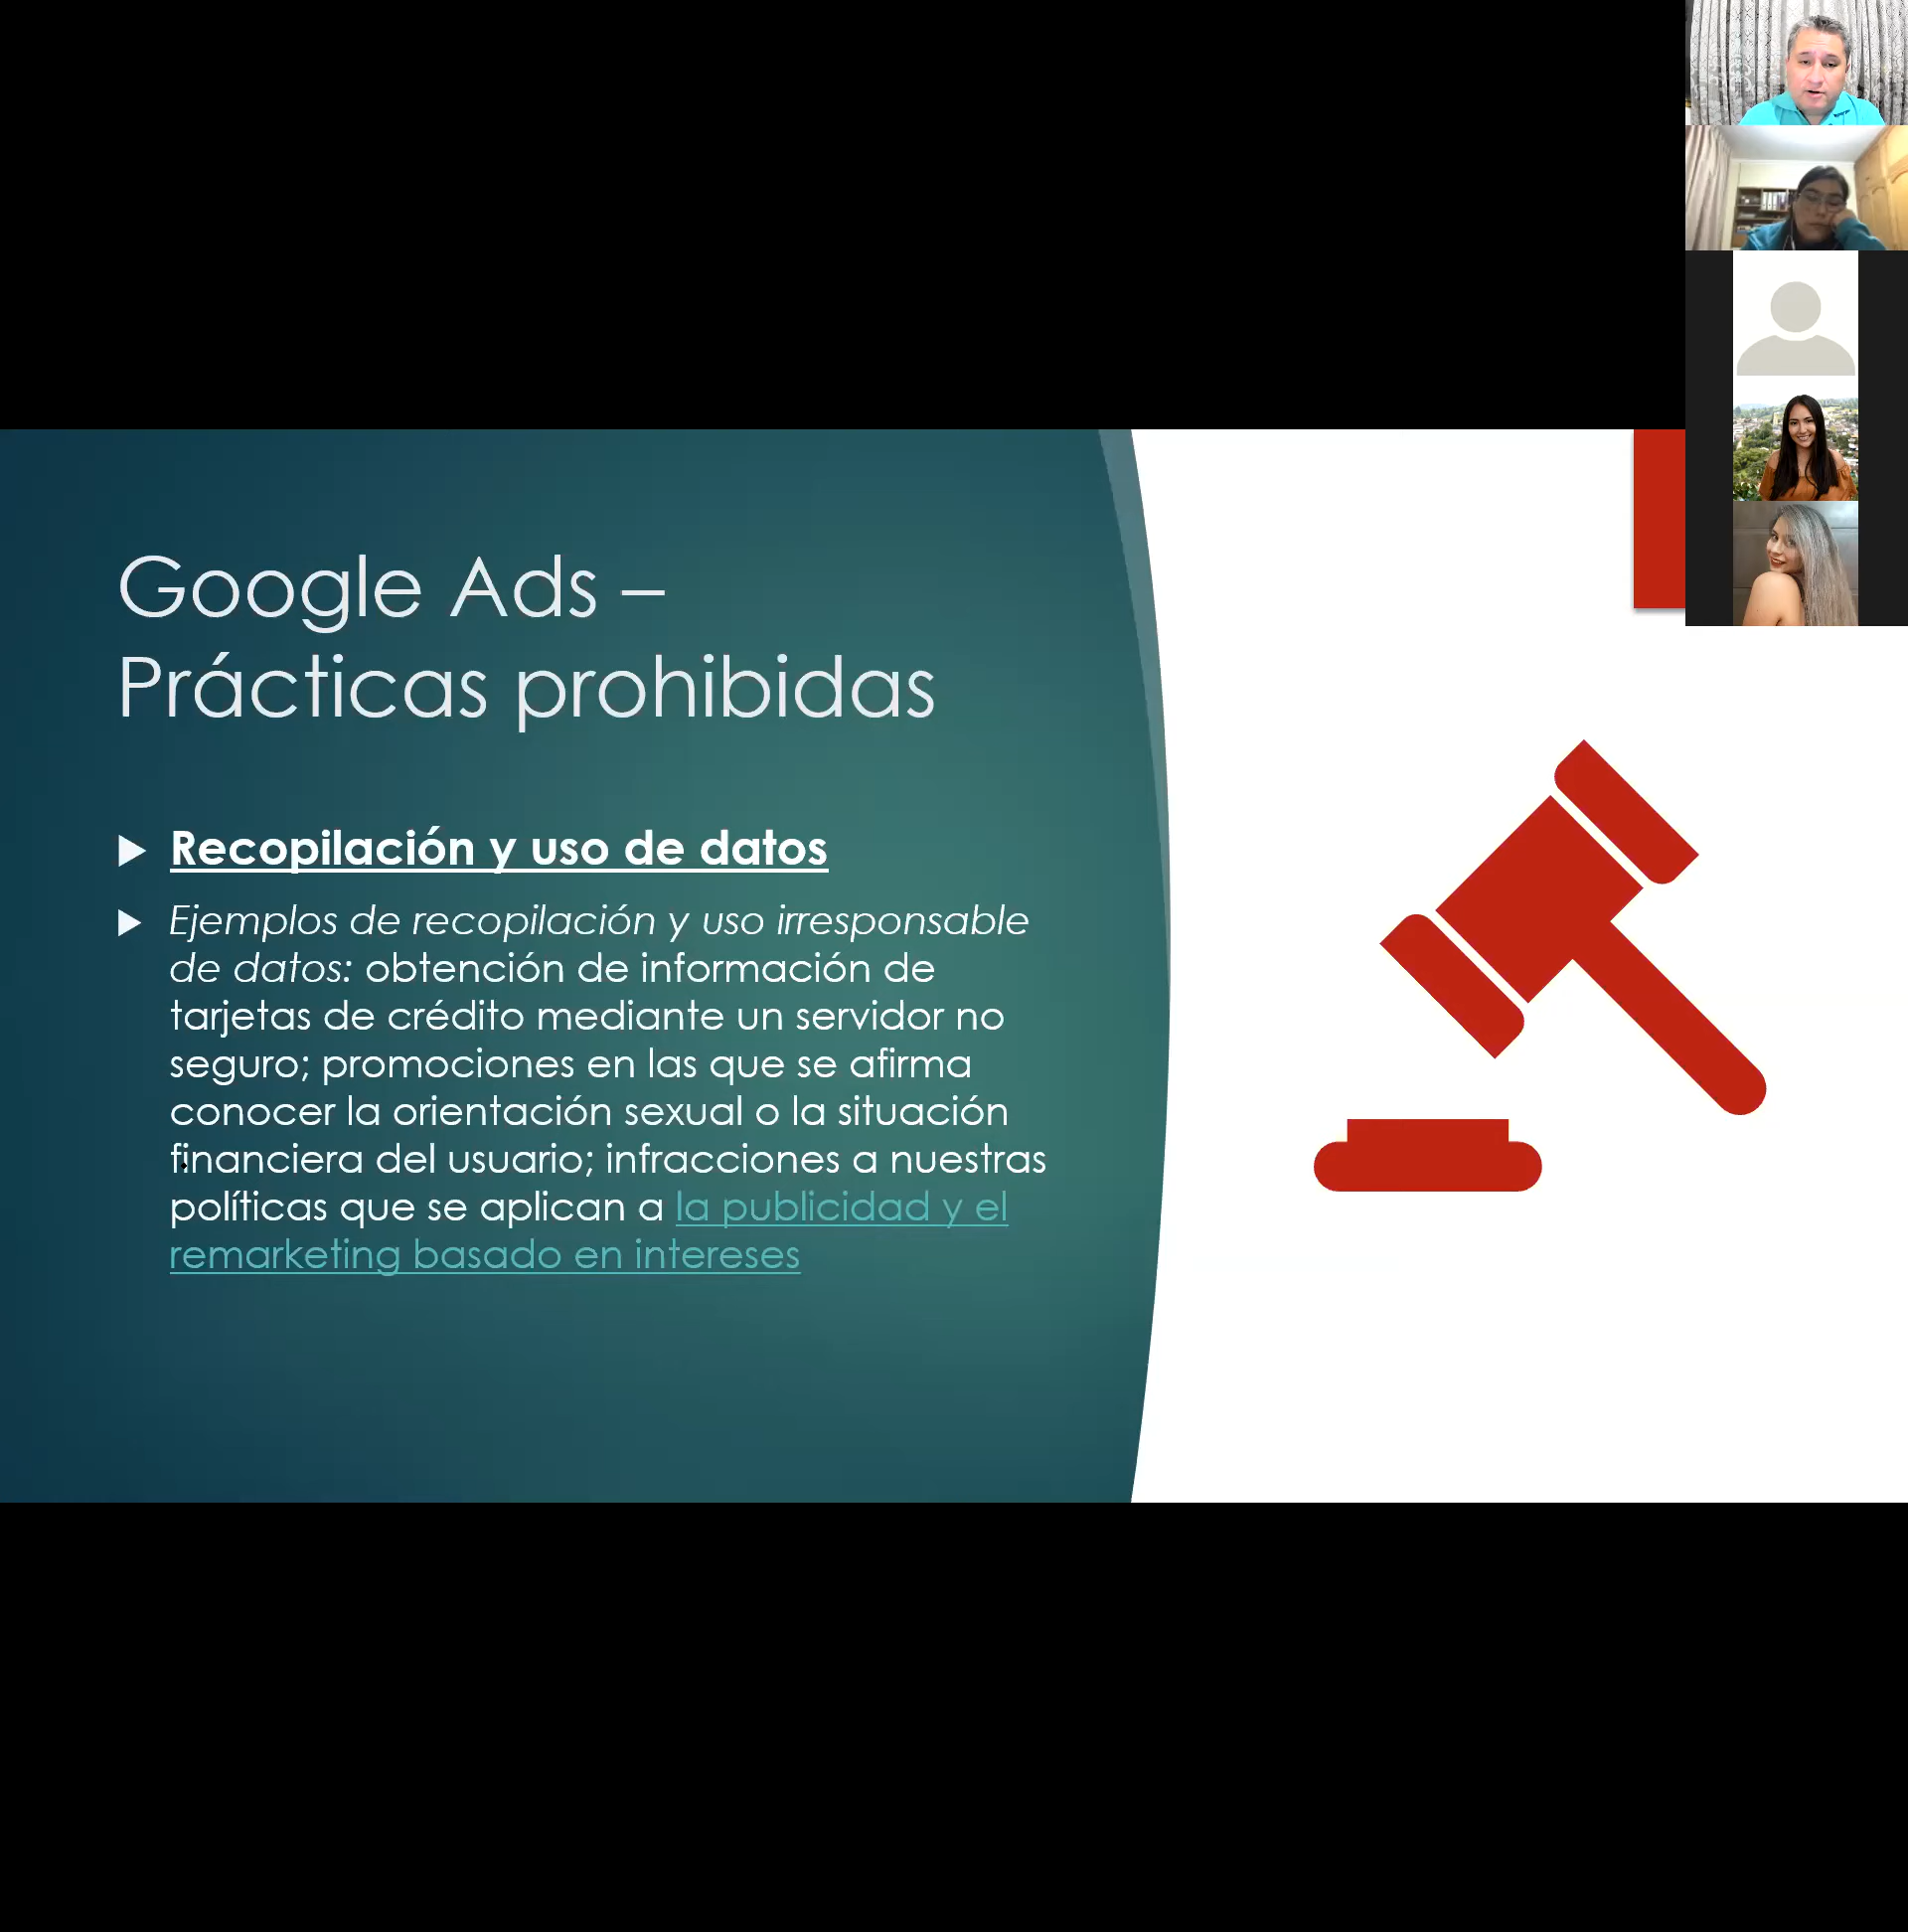 Google Ads –
Prácticas prohibidas
Recopilación y uso de datos
Ejemplos de recopilación y uso irresponsable
de datos: obtención de información de
tarjetas de crédito mediante un servidor no
seguro; promociones en las que se afirma
conocer la orientación sexual o la situación
financiera del usuario; infracciones a nuestras
políticas que se aplican a la publicidad y el
remarketing basado en intereses